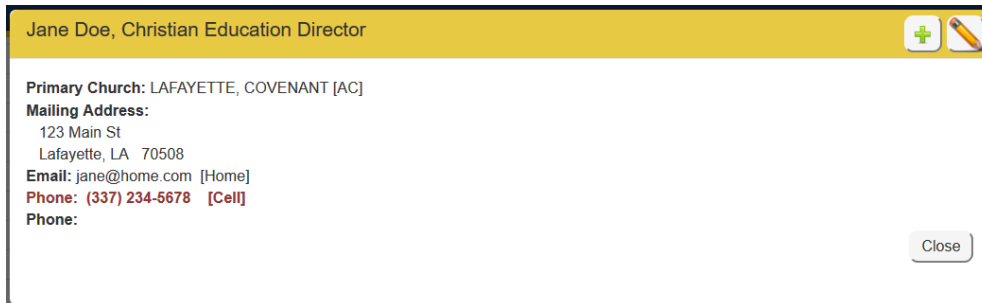 Jane Doe, Christian Education Director
Primary Church: LAFAYETTE, COVENANT [AC]
Mailing Address:
123 Main St
Lafayette, LA 70508
Email: jane@home.com [Home]
Phone: (337) 234-5678 [Cell]
Phone:
Close